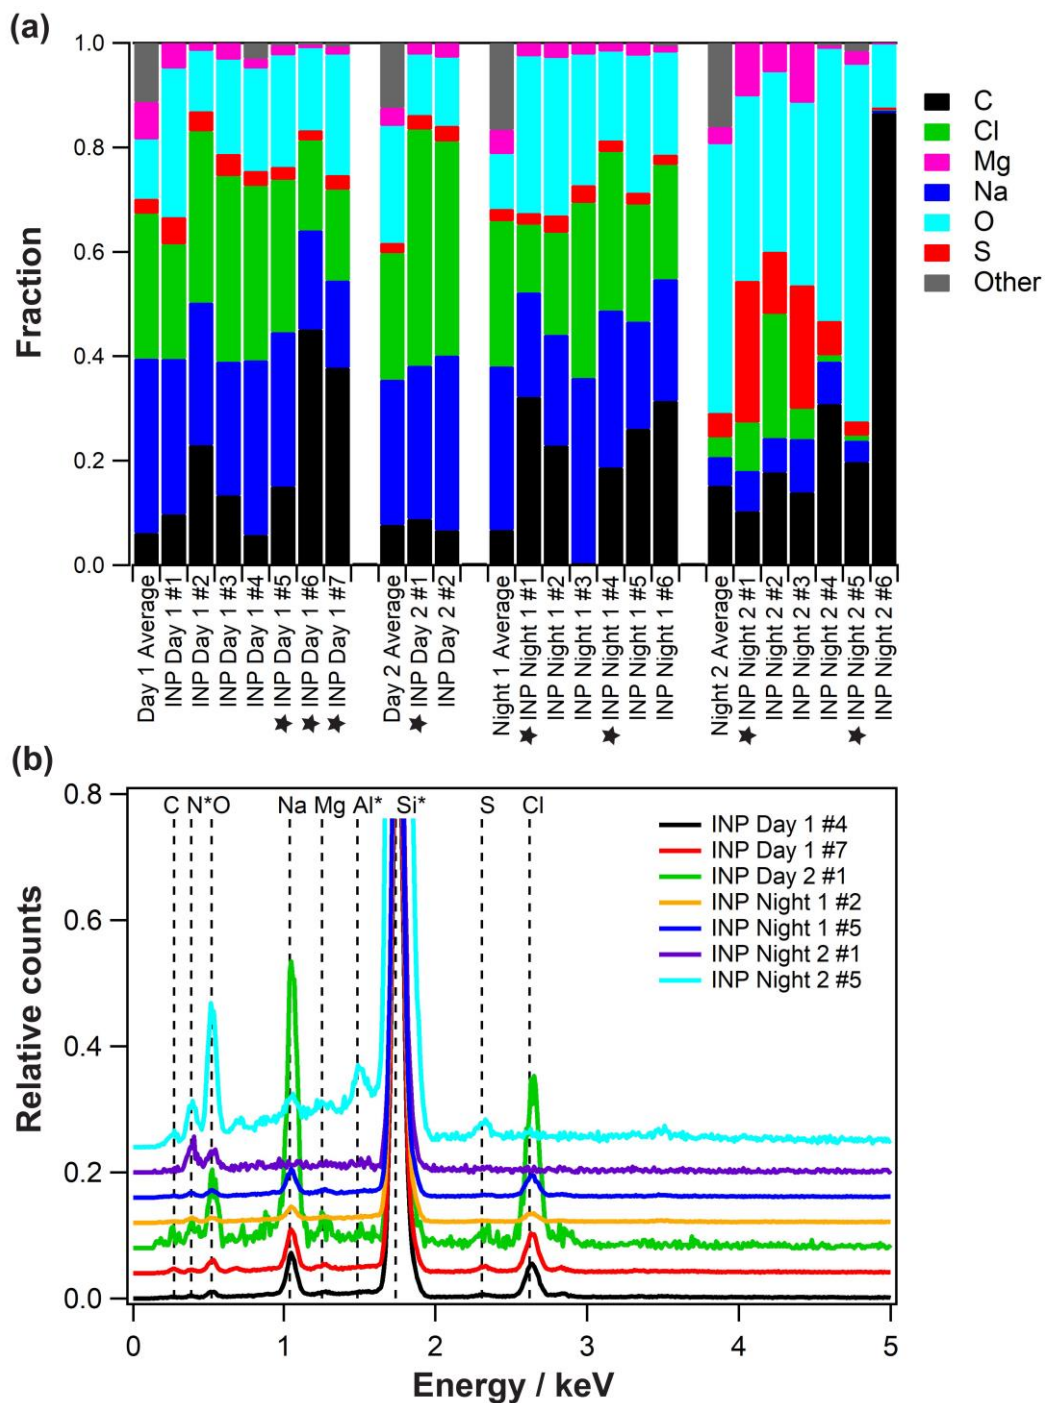 (a)
Fraction
1.0
0.8
0.6
0.4
0.2
0.0
C
Cl
Mg
Na
O
S
Other
Day 1 Average
INP Day 1 #1
INP Day 1 #2
INP Day 1 #3
INP Day 1 #4
★ INP Day 1 #5
★ INP Day 1 #6
★ INP Day 1 #7
Day 2 Average
★ INP Day 2 #1
INP Day 2 #2
Night 1 Average
★ INP Night 1 #1
INP Night 1 #2
INP Night 1 #3
★ INP Night 1 #4
INP Night 1 #5
INP Night 1 #6
Night 2 Average
★ INP Night 2 #1
INP Night 2 #2
INP Night 2 #3
INP Night 2 #4
★ INP Night 2 #5
INP Night 2 #6
(b)
Relative counts
0.8
0.6
0.4
0.2
0.0
C N* O Na Mg Al* Si* S Cl
INP Day 1 #4
INP Day 1 #7
INP Day 2 #1
INP Night 1 #2
INP Night 1 #5
INP Night 2 #1
INP Night 2 #5
0 1 2 3 4 5
Energy / keV